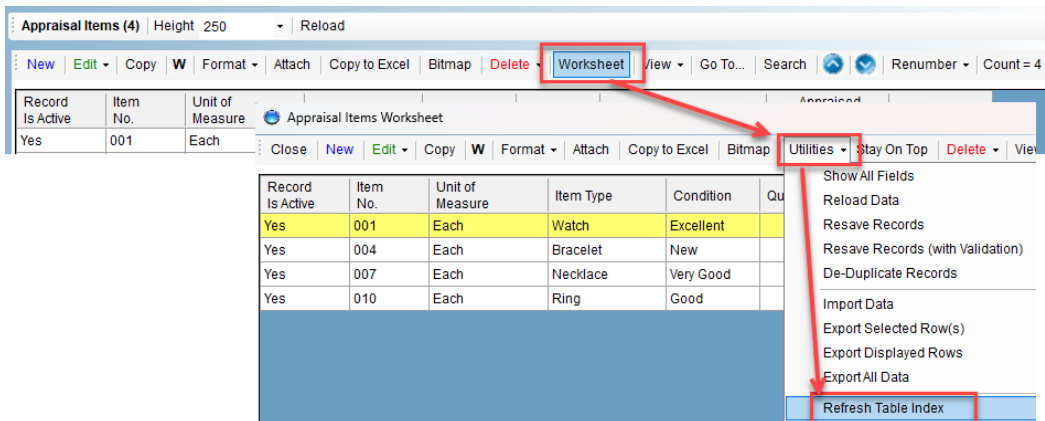 Appraisal Items (4) Height 250 Reload
New Edit Copy W Format Attach Copy to Excel Bitmap Delete Worksheet View Go To... Search Renumber Count = 4
Record Is Active Item No. Unit of Measure Appraised
Yes 001 Each
Appraisal Items Worksheet
Close New Edit Copy W Format Attach Copy to Excel Bitmap Utilities Stay On Top Delete
Record Is Active Item No. Unit of Measure Item Type Condition
Yes 001 Each Watch Excellent
Yes 004 Each Bracelet New
Yes 007 Each Necklace Very Good
Yes 010 Each Ring Good
Show All Fields
Reload Data
Resave Records
Resave Records (with Validation)
De-Duplicate Records
Import Data
Export Selected Row(s)
Export Displayed Rows
Export All Data
Refresh Table Index